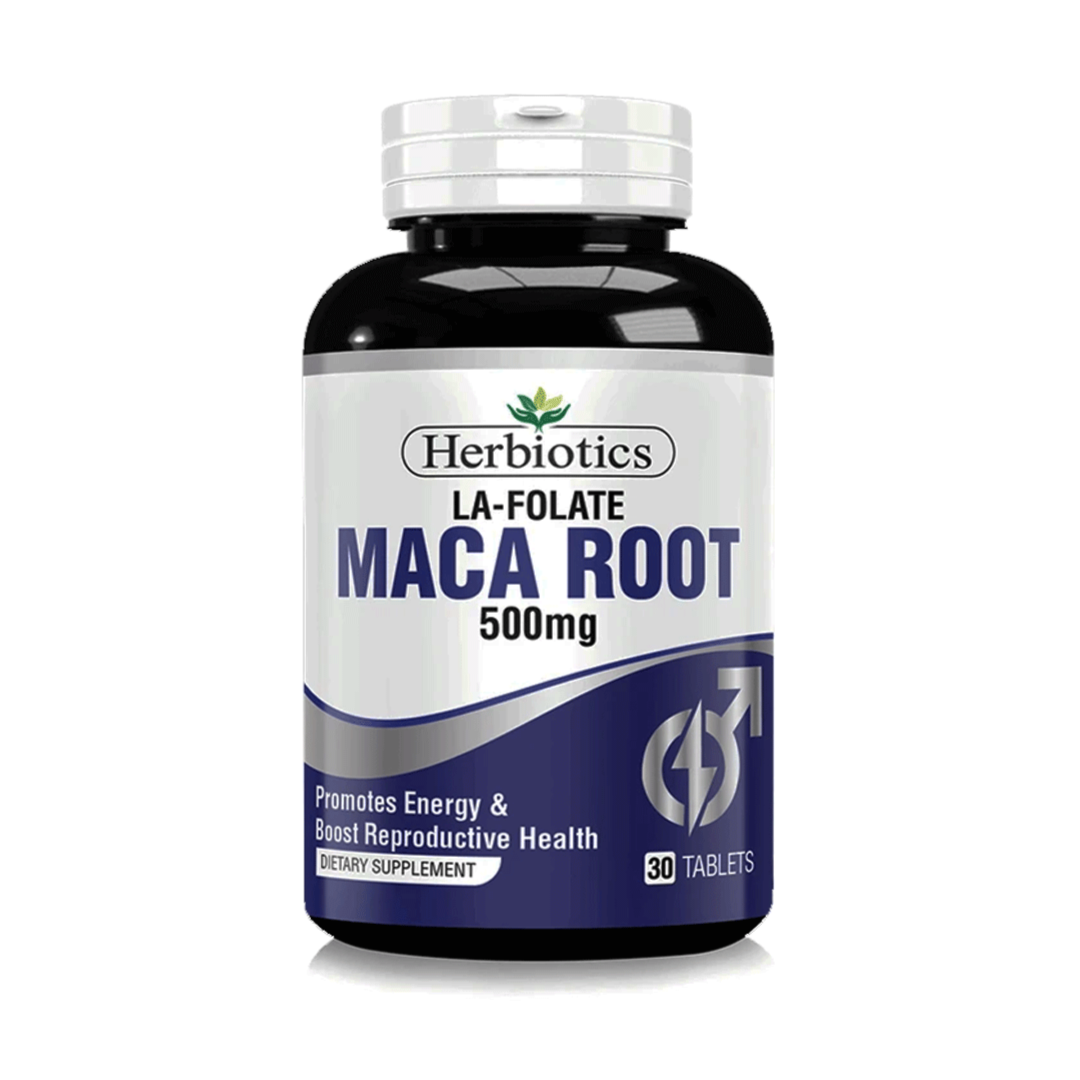 Herbiotics
LA-FOLATE
MACA ROOT
500mg
Promotes Energy &
Boost Reproductive Health
DIETARY SUPPLEMENT
30 TABLETS